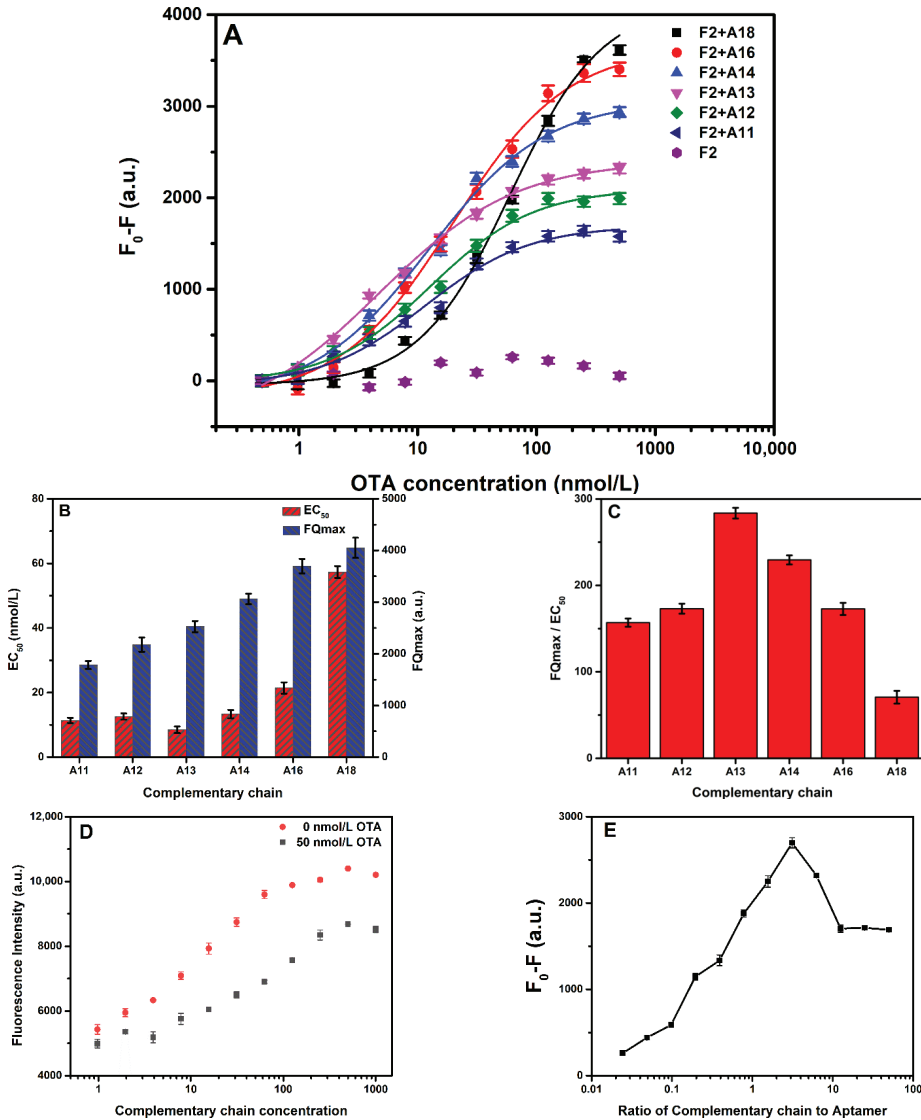 A
F2+A18
F2+A16
F2+A14
F2+A13
F2+A12
F2+A11
F2
4000
3000
2000
1000
0
F0-F (a.u.)
1
10
100
1000
10,000
OTA concentration (nmol/L)
B
EC50
FQmax
80
60
40
20
0
EC50 (nmol/L)
5000
4000
3000
2000
1000
0
FQmax (a.u.)
A11
A12
A13
A14
A16
A18
Complementary chain
C
300
200
100
0
FQmax / EC50
A11
A12
A13
A14
A16
A18
Complementary chain
D
0 nmol/L OTA
50 nmol/L OTA
12,000
10,000
8000
6000
4000
Fluorescence Intensity (a.u.)
1
10
100
1000
Complementary chain concentration
E
3000
2000
1000
0
F0-F (a.u.)
0.01
0.1
1
10
100
Ratio of Complementary chain to Aptamer